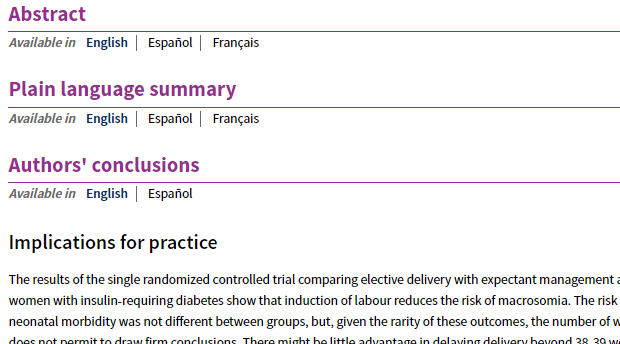 Abstract
Available in English Español Français
Plain language summary
Available in English Español Français
Authors' conclusions
Available in English Español
Implications for practice
The results of the single randomized controlled trial comparing elective delivery with expectant management
women with insulin-requiring diabetes show that induction of labour reduces the risk of macrosomia. The risk
neonatal morbidity was not different between groups, but, given the rarity of these outcomes, the number of
does not permit to draw firm conclusions. There might be little advantage in delaying delivery beyond 38-39